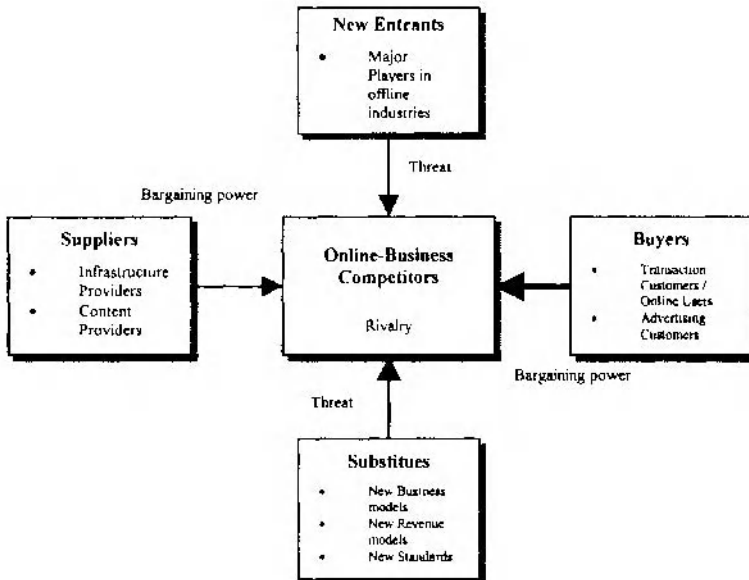 New Entrants
• Major
Players in
offline
industries
Threat
Bargaining power
Suppliers
• Infrastructure
Providers
• Content
Providers
Online-Business
Competitors
Rivalry
Buyers
• Transaction
Customers /
Online Users
• Advertising
Customers
Bargaining power
Threat
Substitues
• New Business
models
• New Revenue
models
• New Standards